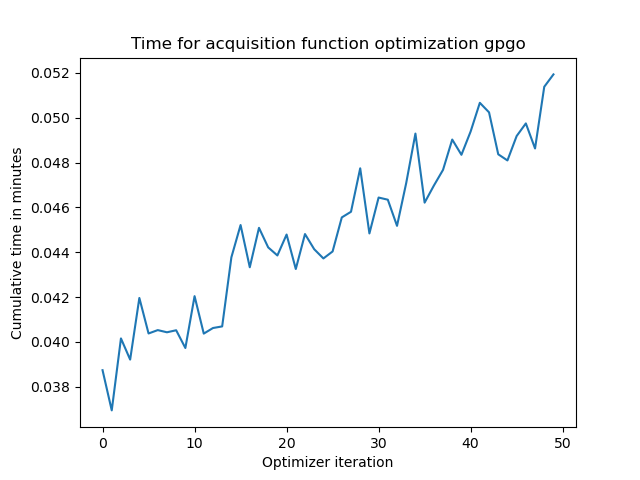 Time for acquisition function optimization gpgo
0.052
0.050
0.048
0.046
0.044
0.042
0.040
0.038
Cumulative time in minutes
0 10 20 30 40 50
Optimizer iteration